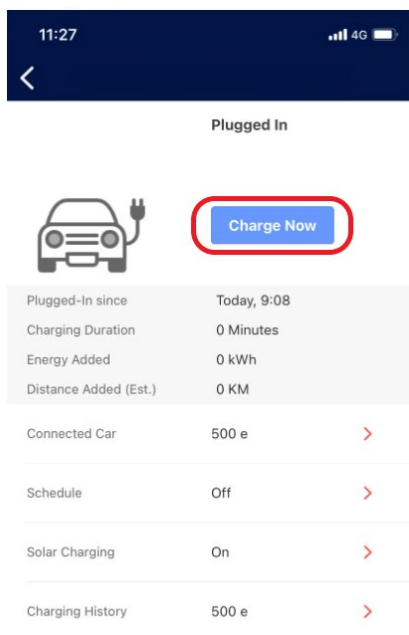 11:27 4G
Plugged In
Charge Now
Plugged-In since Today, 9:08
Charging Duration 0 Minutes
Energy Added 0 kWh
Distance Added (Est.) 0 KM
Connected Car 500 e
Schedule Off
Solar Charging On
Charging History 500 e